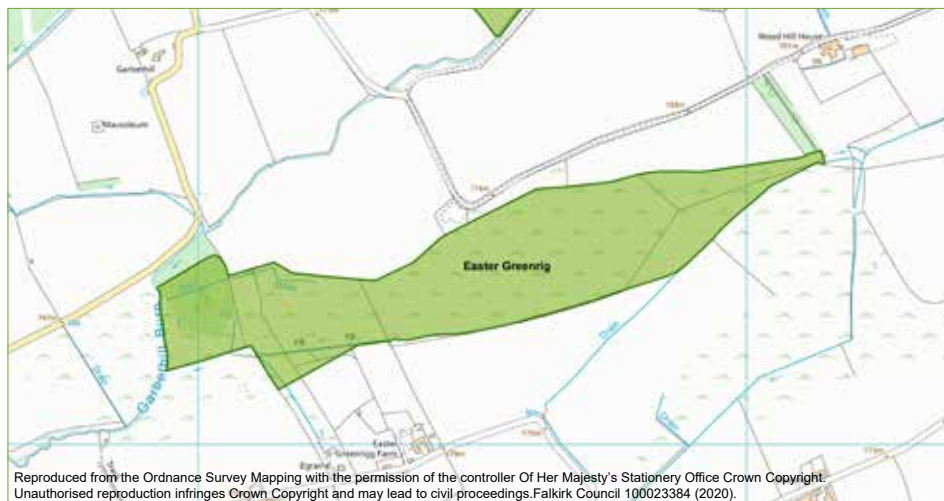 Wood Hill House
Garbethill
Mausoleum
Easter Greenrig
Garbethill Burn
Drain
Drain
Easter
Greenrigg Farm
Reproduced from the Ordnance Survey Mapping with the permission of the controller Of Her Majesty's Stationery Office Crown Copyright.
Unauthorised reproduction infringes Crown Copyright and may lead to civil proceedings.Falkirk Council 100023384 (2020).